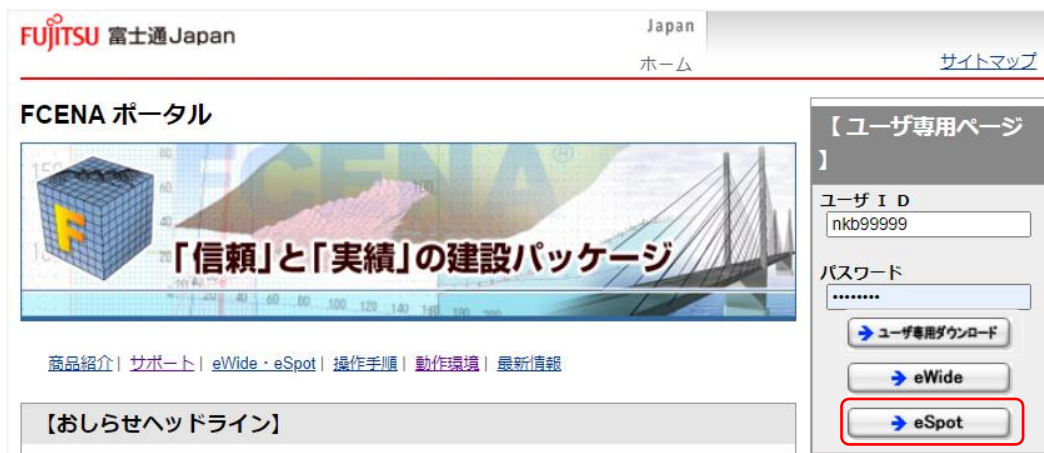 FUJITSU 富士通Japan
Japan
ホーム
サイトマップ
FCENA ポータル
FCENA®
F
「信頼」と「実績」の建設パッケージ
商品紹介| サポート| eWide・eSpot| 操作手順| 動作環境| 最新情報
【おしらせヘッドライン】
【ユーザ専用ページ
】
ユーザＩＤ
nkb99999
パスワード
••••••••
ユーザ専用ダウンロード
eWide
eSpot